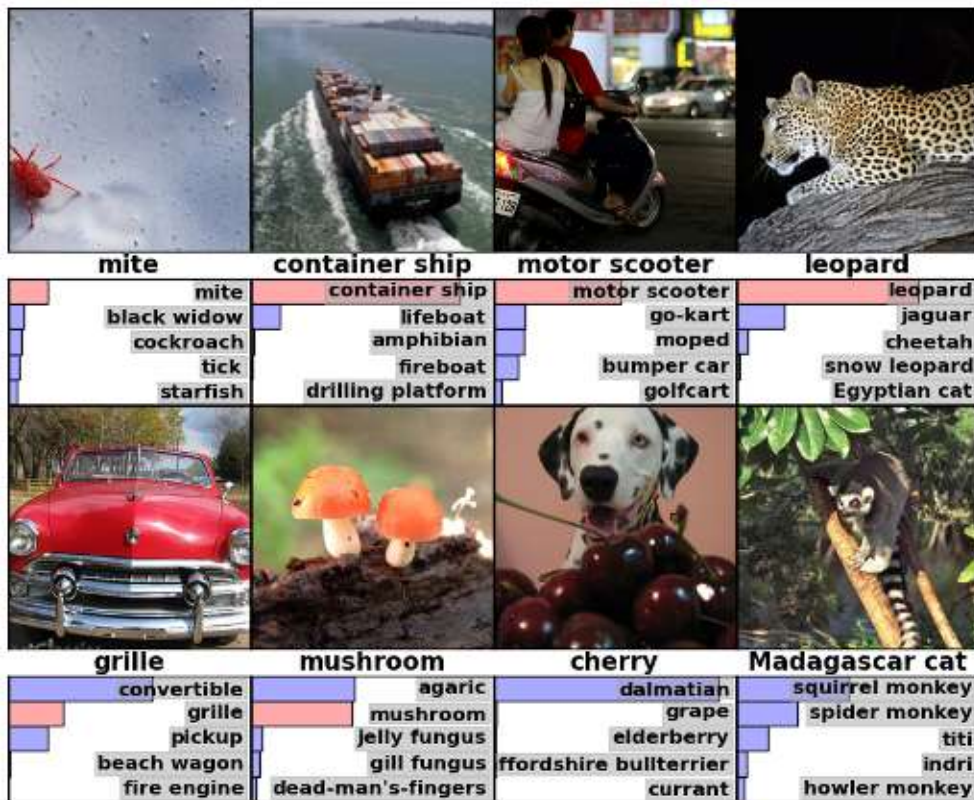 mite
mite
black widow
cockroach
tick
starfish
container ship
container ship
lifeboat
amphibian
fireboat
drilling platform
motor scooter
motor scooter
go-kart
moped
bumper car
golfcart
leopard
leopard
jaguar
cheetah
snow leopard
Egyptian cat
grille
convertible
grille
pickup
beach wagon
fire engine
mushroom
agaric
mushroom
jelly fungus
gill fungus
dead-man's-fingers
cherry
dalmatian
grape
elderberry
ffordshire bullterrier
currant
Madagascar cat
squirrel monkey
spider monkey
titi
indri
howler monkey